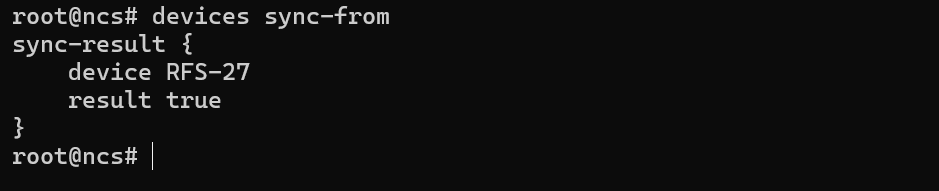 root@ncs# devices sync-from
sync-result {
    device RFS-27
    result true
}
root@ncs#